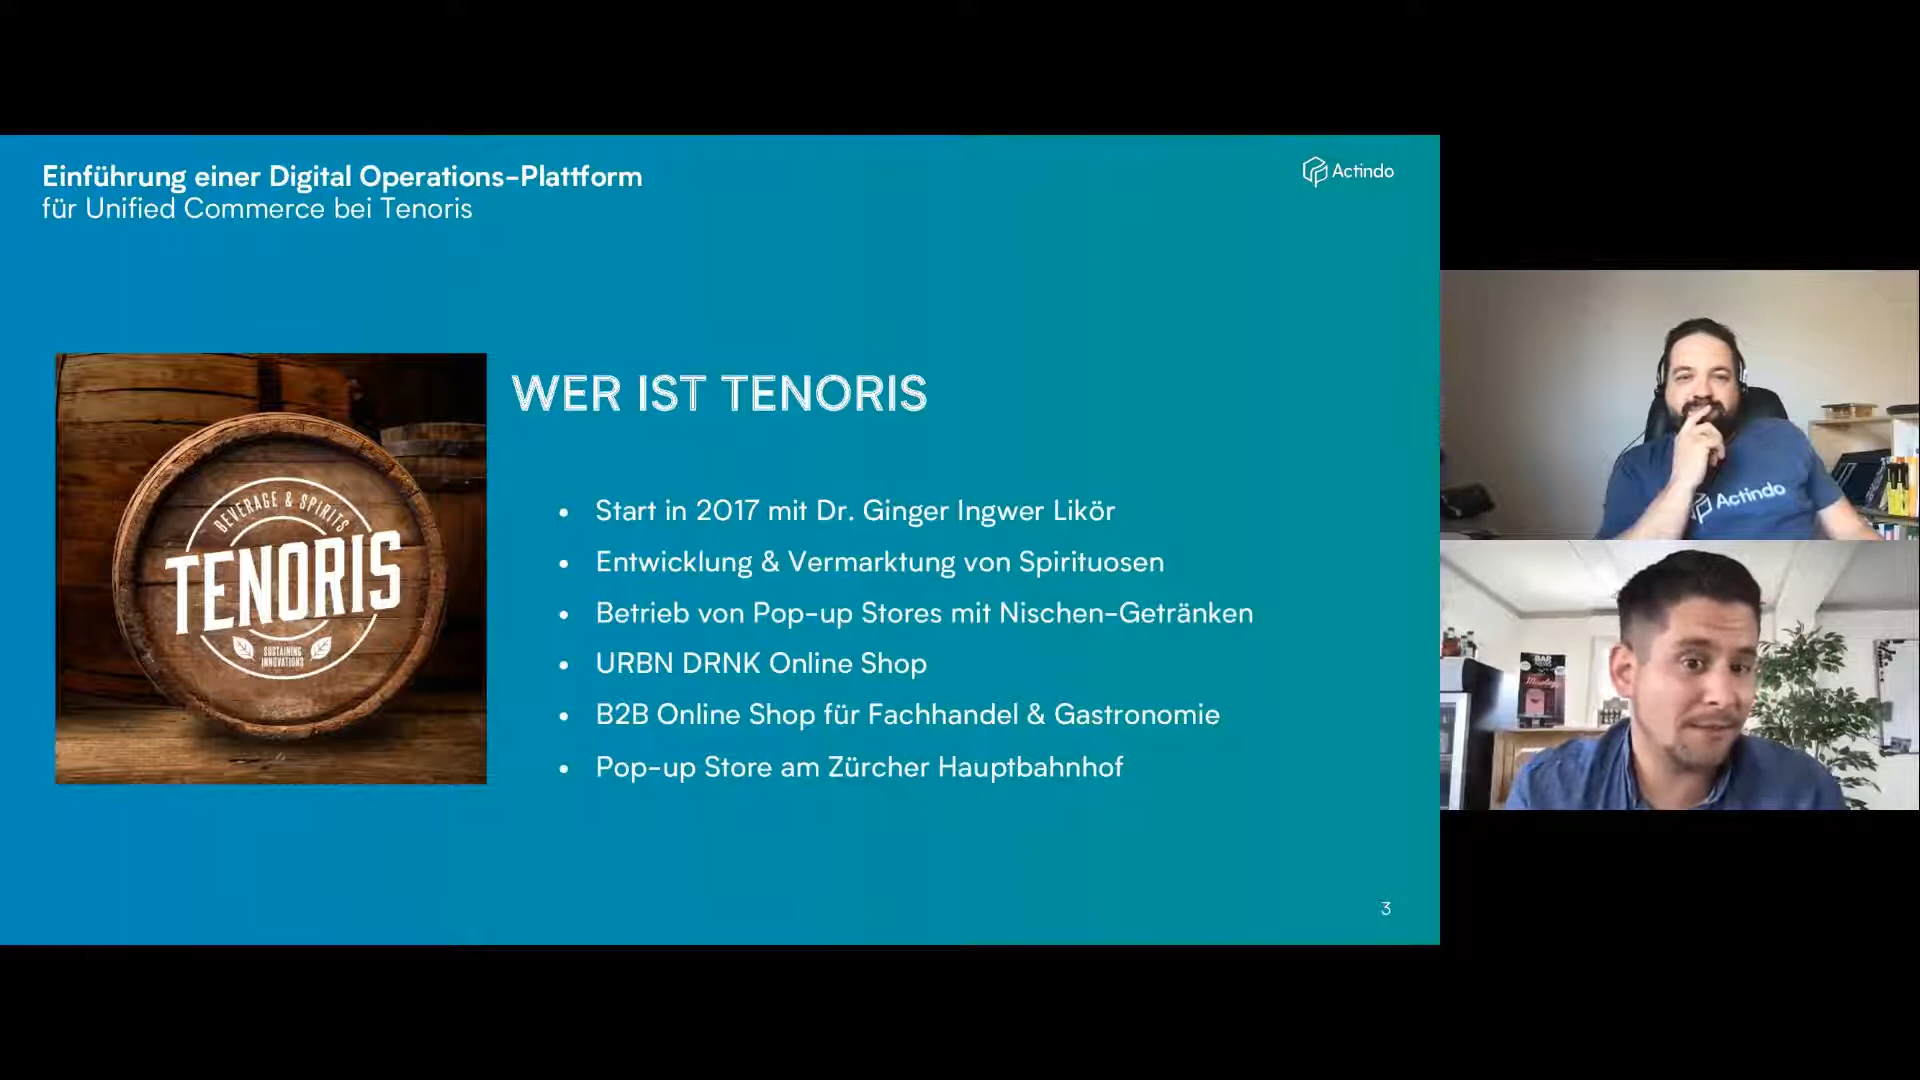 Einführung einer Digital Operations-Plattform
für Unified Commerce bei Tenoris
Actindo
BEVERAGE & SPIRITS
TENORIS
SUSTAINING
INNOVATIONS
WER IST TENORIS
• Start in 2017 mit Dr. Ginger Ingwer Likör
• Entwicklung & Vermarktung von Spirituosen
• Betrieb von Pop-up Stores mit Nischen-Getränken
• URBN DRNK Online Shop
• B2B Online Shop für Fachhandel & Gastronomie
• Pop-up Store am Zürcher Hauptbahnhof
3
Actindo
BAR